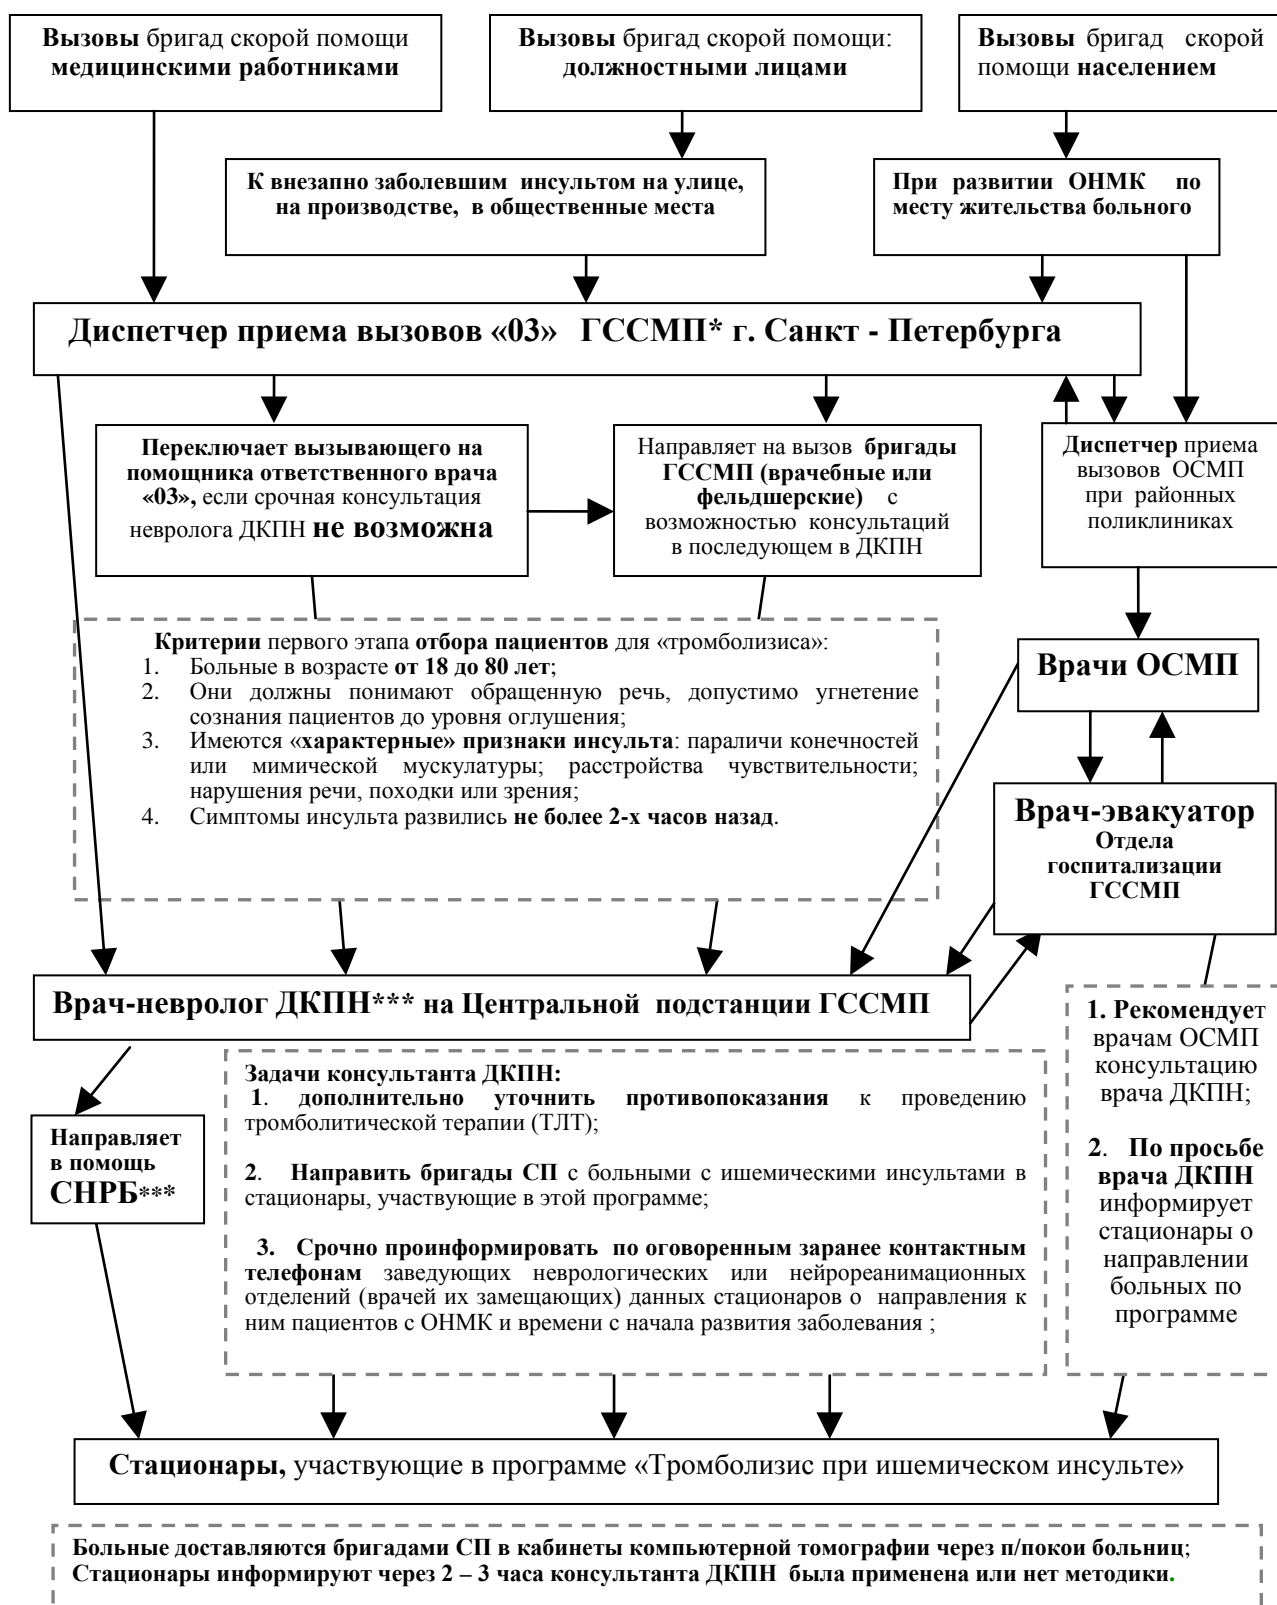 Вызовы бригад скорой помощи
медицинскими работниками
Вызовы бригад скорой помощи:
должностными лицами
Вызовы бригад скорой
помощи населением
К внезапно заболевшим инсультом на улице,
на производстве, в общественные места
При развитии ОНМК по
месту жительства больного
Диспетчер приема вызовов «03» ГССМП* г. Санкт - Петербурга
Переключает вызывающего на
помощника ответственного врача
«03», если срочная консультация
невролога ДКПН не возможна
Направляет на вызов бригады
ГССМП (врачебные или
фельдшерские) с
возможностью консультаций
в последующем в ДКПН
Диспетчер приема
вызовов ОСМП
при районных
поликлиниках
Критерии первого этапа отбора пациентов для «тромболизиса»:
1. Больные в возрасте от 18 до 80 лет;
2. Они должны понимают обращенную речь, допустимо угнетение
сознания пациентов до уровня оглушения;
3. Имеются «характерные» признаки инсульта: параличи конечностей
или мимической мускулатуры; расстройства чувствительности;
нарушения речи, походки или зрения;
4. Симптомы инсульта развились не более 2-х часов назад.
Врачи ОСМП
Врач-эвакуатор
Отдела
госпитализации
ГССМП
Врач-невролог ДКПН*** на Центральной подстанции ГССМП
Направляет
в помощь
СНРБ***
Задачи консультанта ДКПН:
1. дополнительно уточнить противопоказания к проведению
тромболитической терапии (ТЛТ);
2. Направить бригады СП с больными с ишемическими инсультами в
стационары, участвующие в этой программе;
3. Срочно проинформировать по оговоренным заранее контактным
телефонам заведующих неврологических или нейрореанимационных
отделений (врачей их замещающих) данных стационаров о направления к
ним пациентов с ОНМК и времени с начала развития заболевания ;
1. Рекомендует
врачам ОСМП
консультацию
врача ДКПН;
2. По просьбе
врача ДКПН
информирует
стационары о
направлении
больных по
программе
Стационары, участвующие в программе «Тромболизис при ишемическом инсульте»
Больные доставляются бригадами СП в кабинеты компьютерной томографии через п/покои больниц;
Стационары информируют через 2 – 3 часа консультанта ДКПН была применена или нет методики.